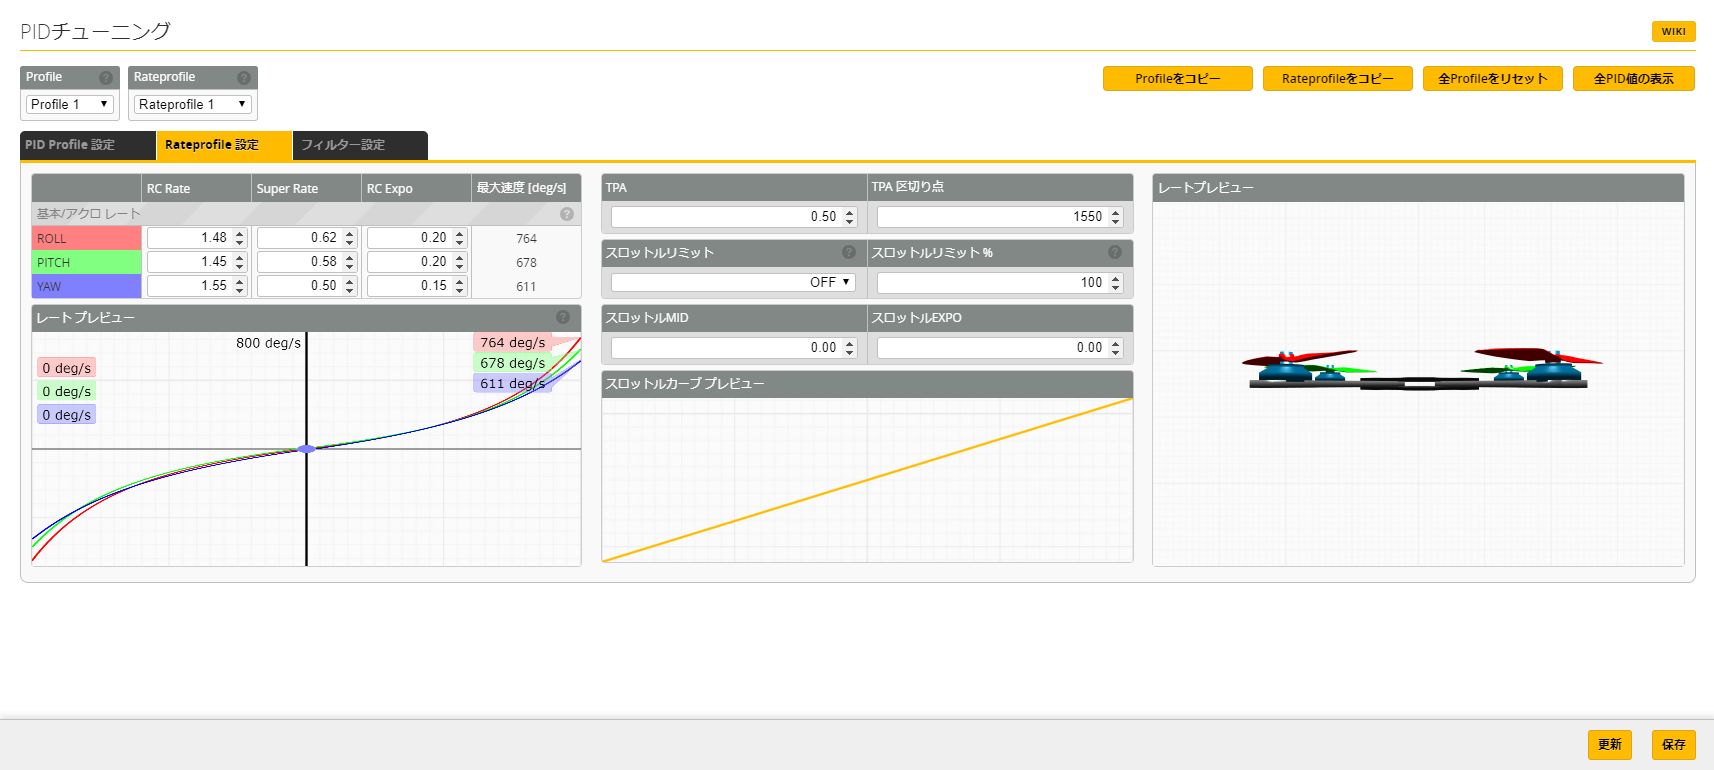 PIDチューニング
WIKI
Profile
Rateprofile
Profile 1
Rateprofile 1
Profileをコピー
Rateprofileをコピー
全Profileをリセット
全PID値の表示
PID Profile 設定
Rateprofile 設定
フィルター設定
RC Rate
Super Rate
RC Expo
最大速度 [deg/s]
基本/アクロ レート
ROLL
1.48
0.62
0.20
764
PITCH
1.45
0.58
0.20
678
YAW
1.55
0.50
0.15
611
レートプレビュー
800 deg/s
764 deg/s
678 deg/s
611 deg/s
0 deg/s
0 deg/s
0 deg/s
TPA
TPA 区切り点
0.50
1550
スロットルリミット
スロットルリミット %
OFF
100
スロットルMID
スロットルEXPO
0.00
0.00
スロットルカーブ プレビュー
レートプレビュー
更新
保存